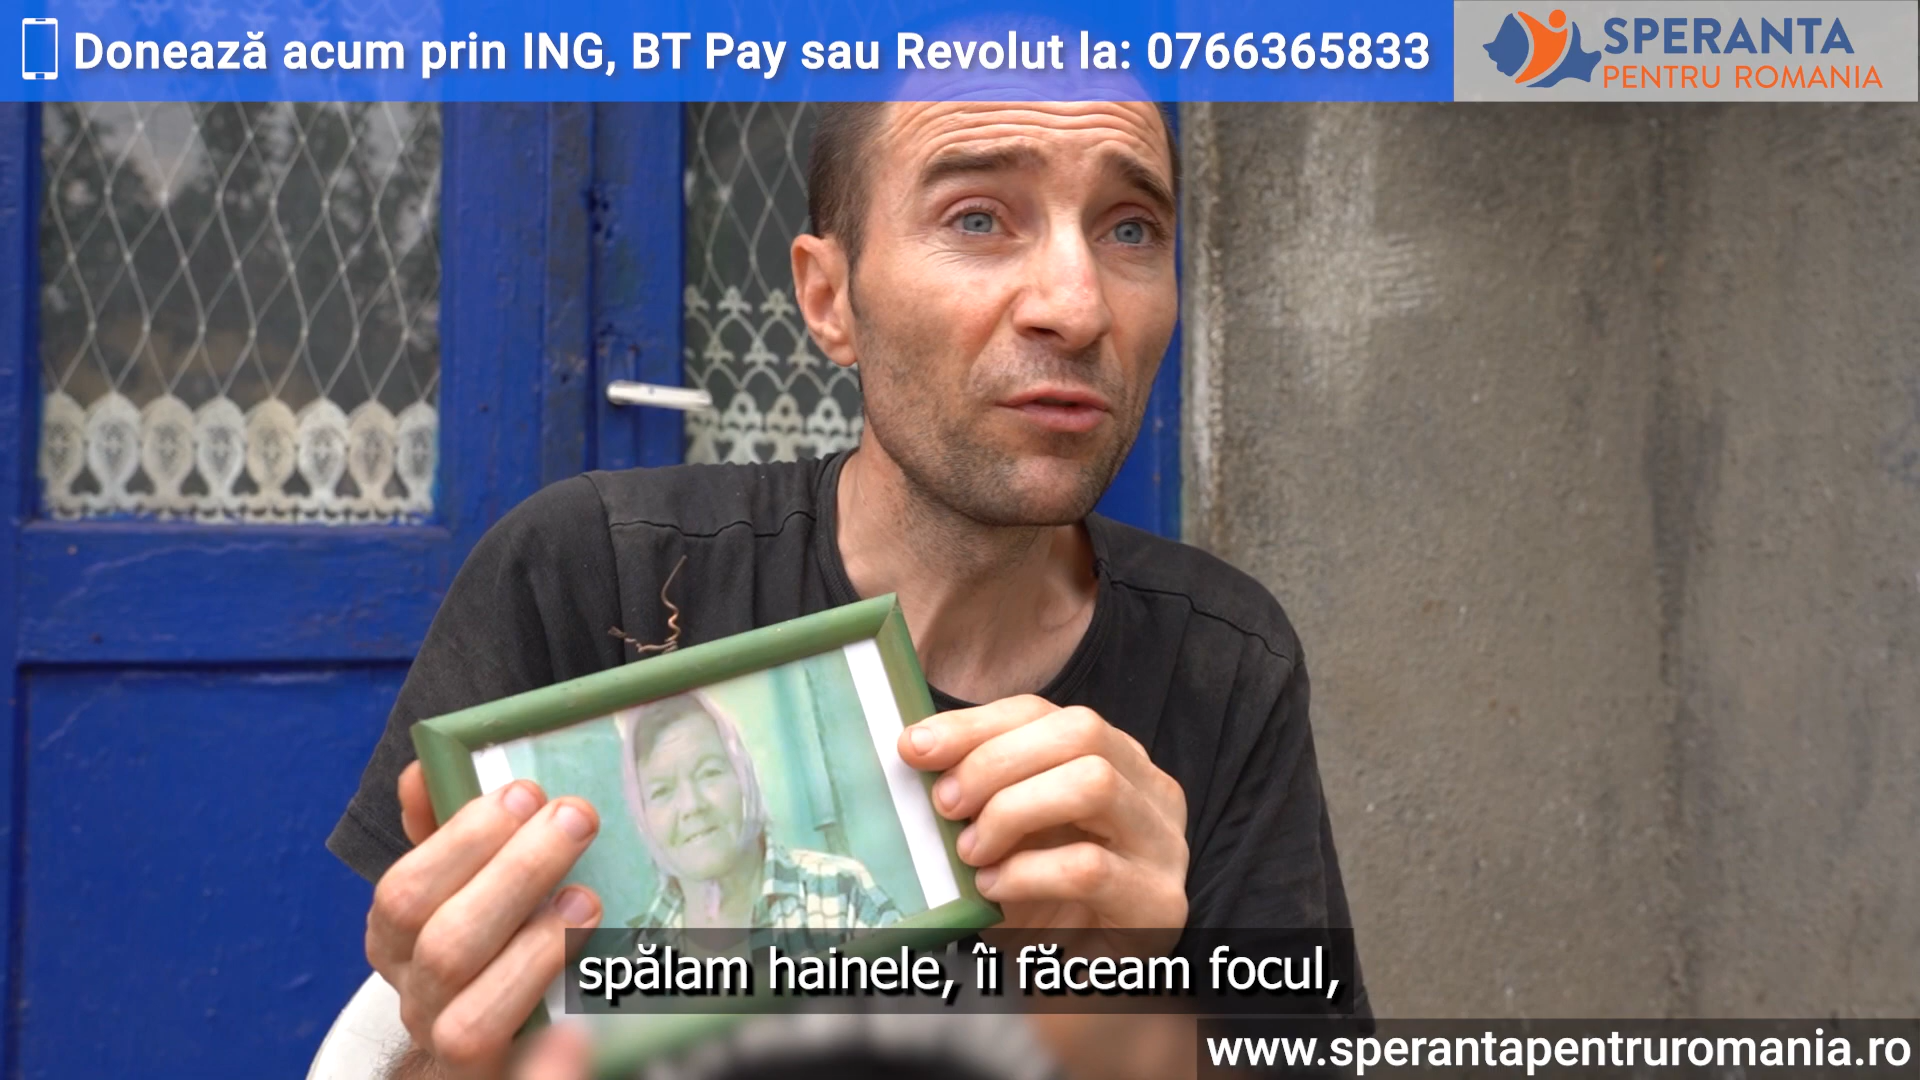 Donează acum prin ING, BT Pay sau Revolut la: 0766365833
SPERANTA
PENTRU ROMANIA
spălam hainele, îi făceam focul,
www.sperantapentruromania.ro